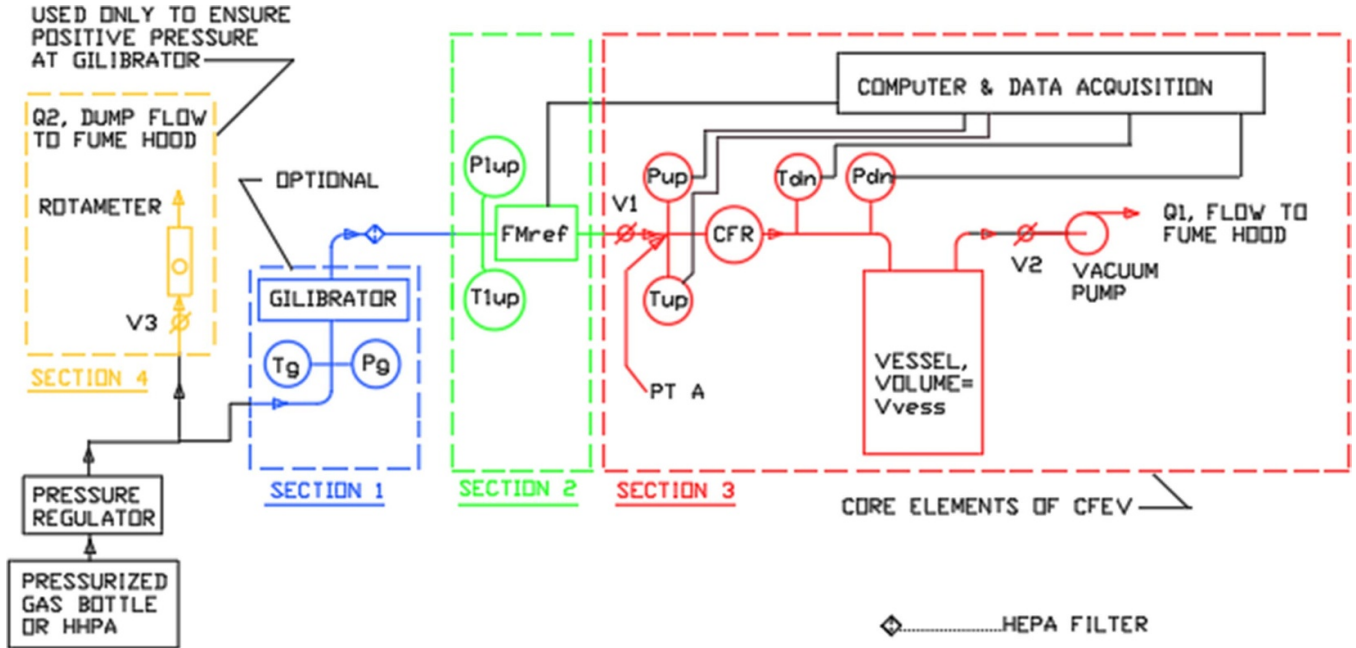 USED ONLY TO ENSURE
POSITIVE PRESSURE
AT GILIBRATOR
Q2, DUMP FLOW
TO FUME HOOD
ROTAMETER
V3
SECTION 4
PRESSURE
REGULATOR
PRESSURIZED
GAS BOTTLE
OR HHPA
OPTIONAL
GILIBRATOR
Tg
Pg
SECTION 1
P1up
FMref
T1up
SECTION 2
COMPUTER & DATA ACQUISITION
V1
Pup
Tup
PT A
CFR
Tdn
Pdn
VESSEL,
VOLUME=
Vvess
V2
VACUUM
PUMP
Q1, FLOW TO
FUME HOOD
SECTION 3
CORE ELEMENTS OF CFEV
HEPA FILTER